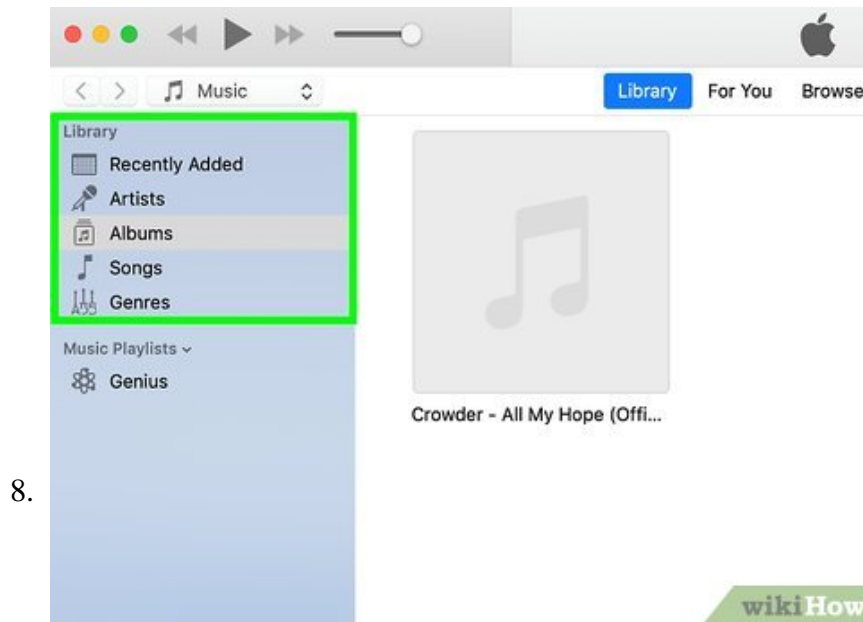 Music
Library For You Browse
Library
Recently Added
Artists
Albums
Songs
Genres
Music Playlists
Genius
Crowder - All My Hope (Offi...
8.
wikiHow